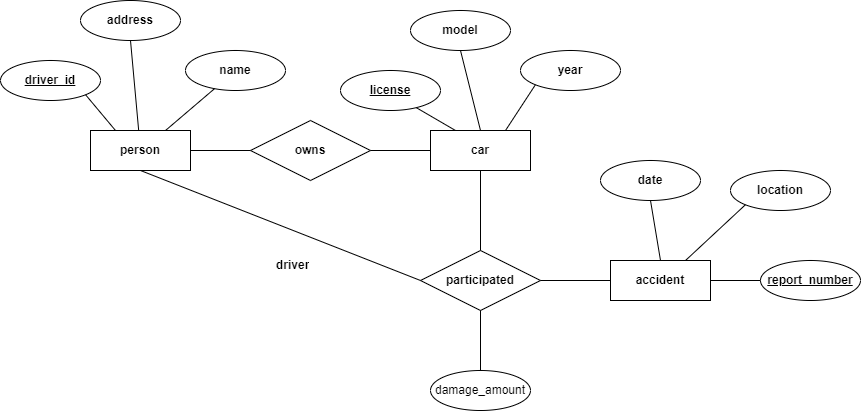 address
model
name
year
driver_id
license
person
owns
car
date
location
driver
participated
accident
report_number
damage_amount